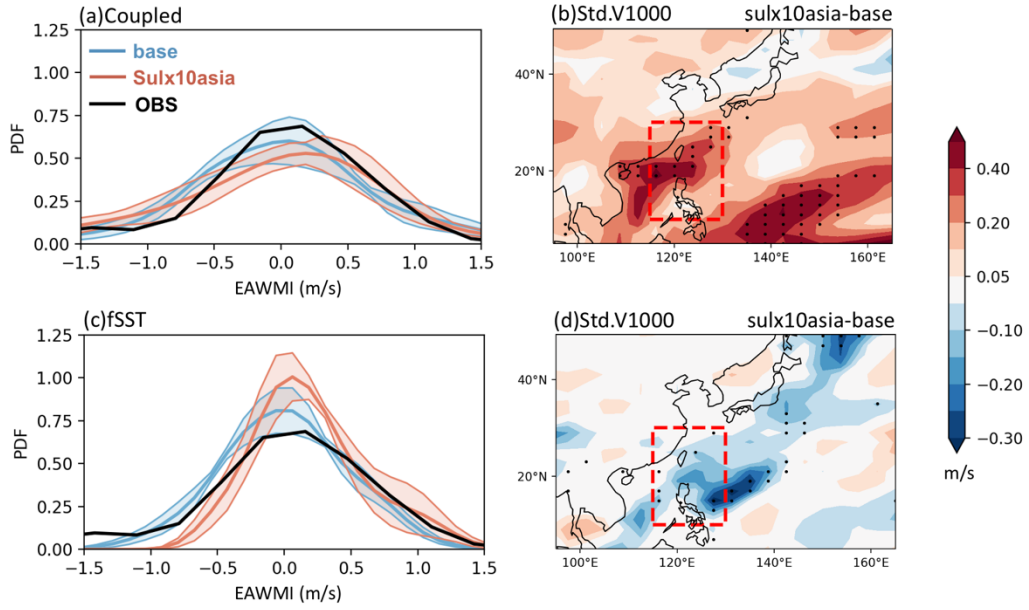 (a)Coupled
1.25
1.00
0.75
0.50
0.25
0.00
PDF
base
Sulx10asia
OBS
−1.5 −1.0 −0.5 0.0 0.5 1.0 1.5
EAWMI (m/s)
(b)Std.V1000 sulx10asia-base
40°N
20°N
100°E 120°E 140°E 160°E
(c)fSST
1.25
1.00
0.75
0.50
0.25
0.00
PDF
−1.5 −1.0 −0.5 0.0 0.5 1.0 1.5
EAWMI (m/s)
(d)Std.V1000 sulx10asia-base
40°N
20°N
100°E 120°E 140°E 160°E
0.40
0.20
0.05
−0.10
−0.20
−0.30
m/s